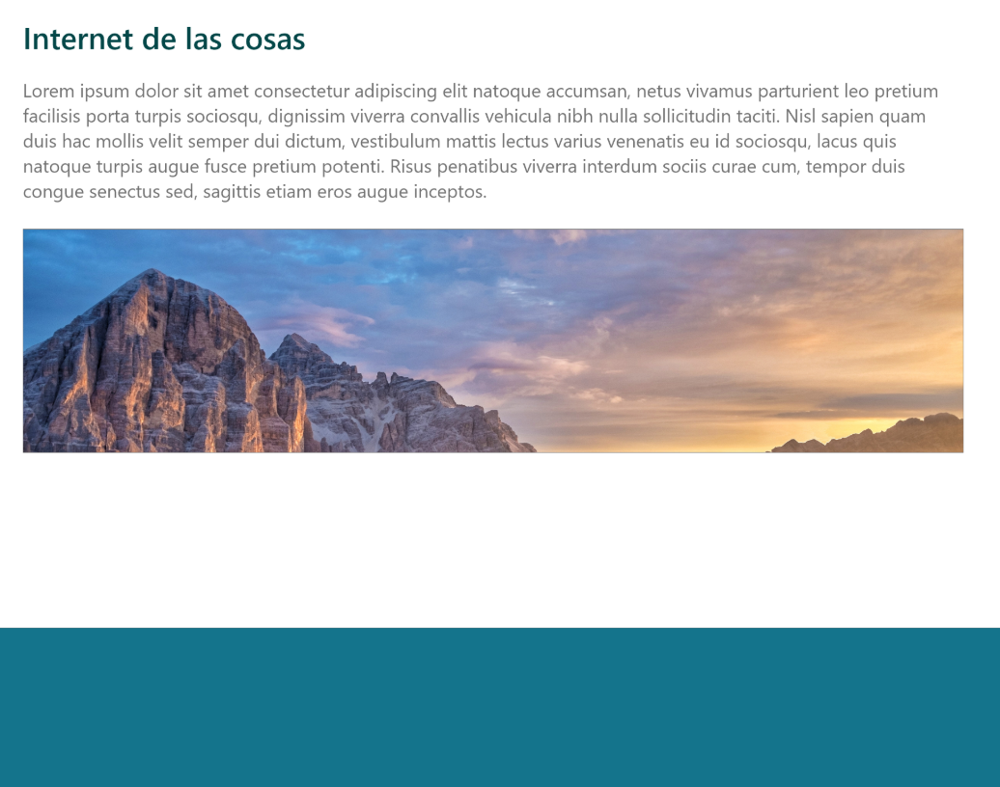 Internet de las cosas
Lorem ipsum dolor sit amet consectetur adipiscing elit natoque accumsan, netus vivamus parturient leo pretium
facilisis porta turpis sociosqu, dignissim viverra convallis vehicula nibh nulla sollicitudin taciti. Nisl sapien quam
duis hac mollis velit semper dui dictum, vestibulum mattis lectus varius venenatis eu id sociosqu, lacus quis
natoque turpis augue fusce pretium potenti. Risus penatibus viverra interdum sociis curae cum, tempor duis
congue senectus sed, sagittis etiam eros augue inceptos.